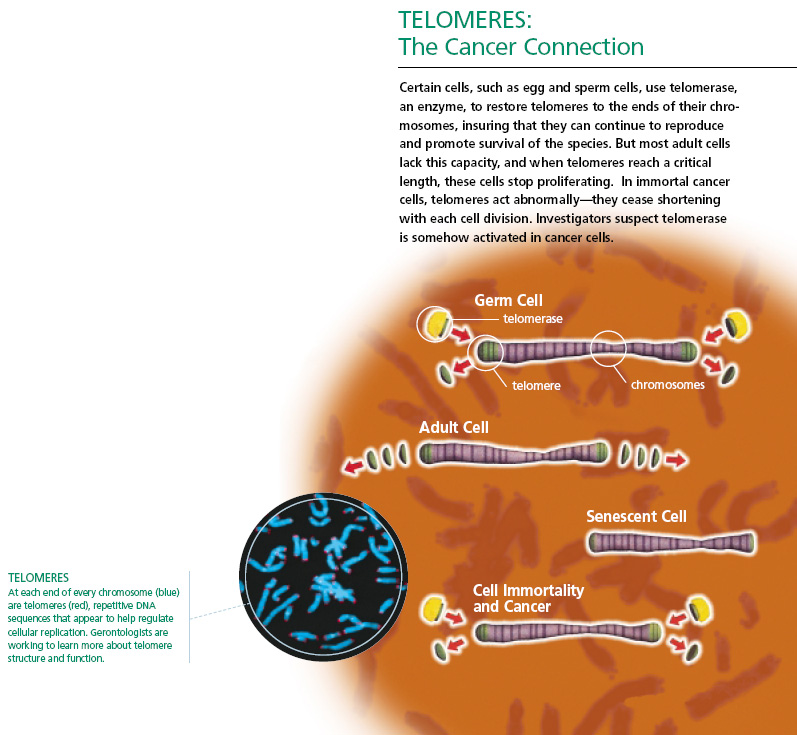 TELOMERES:
The Cancer Connection
Certain cells, such as egg and sperm cells, use telomerase,
an enzyme, to restore telomeres to the ends of their chro-
mosomes, insuring that they can continue to reproduce
and promote survival of the species. But most adult cells
lack this capacity, and when telomeres reach a critical
length, these cells stop proliferating. In immortal cancer
cells, telomeres act abnormally—they cease shortening
with each cell division. Investigators suspect telomerase
is somehow activated in cancer cells.
Germ Cell
telomerase
telomere
chromosomes
Adult Cell
Senescent Cell
Cell Immortality
and Cancer
TELOMERES
At each end of every chromosome (blue)
are telomeres (red), repetitive DNA
sequences that appear to help regulate
cellular replication. Gerontologists are
working to learn more about telomere
structure and function.